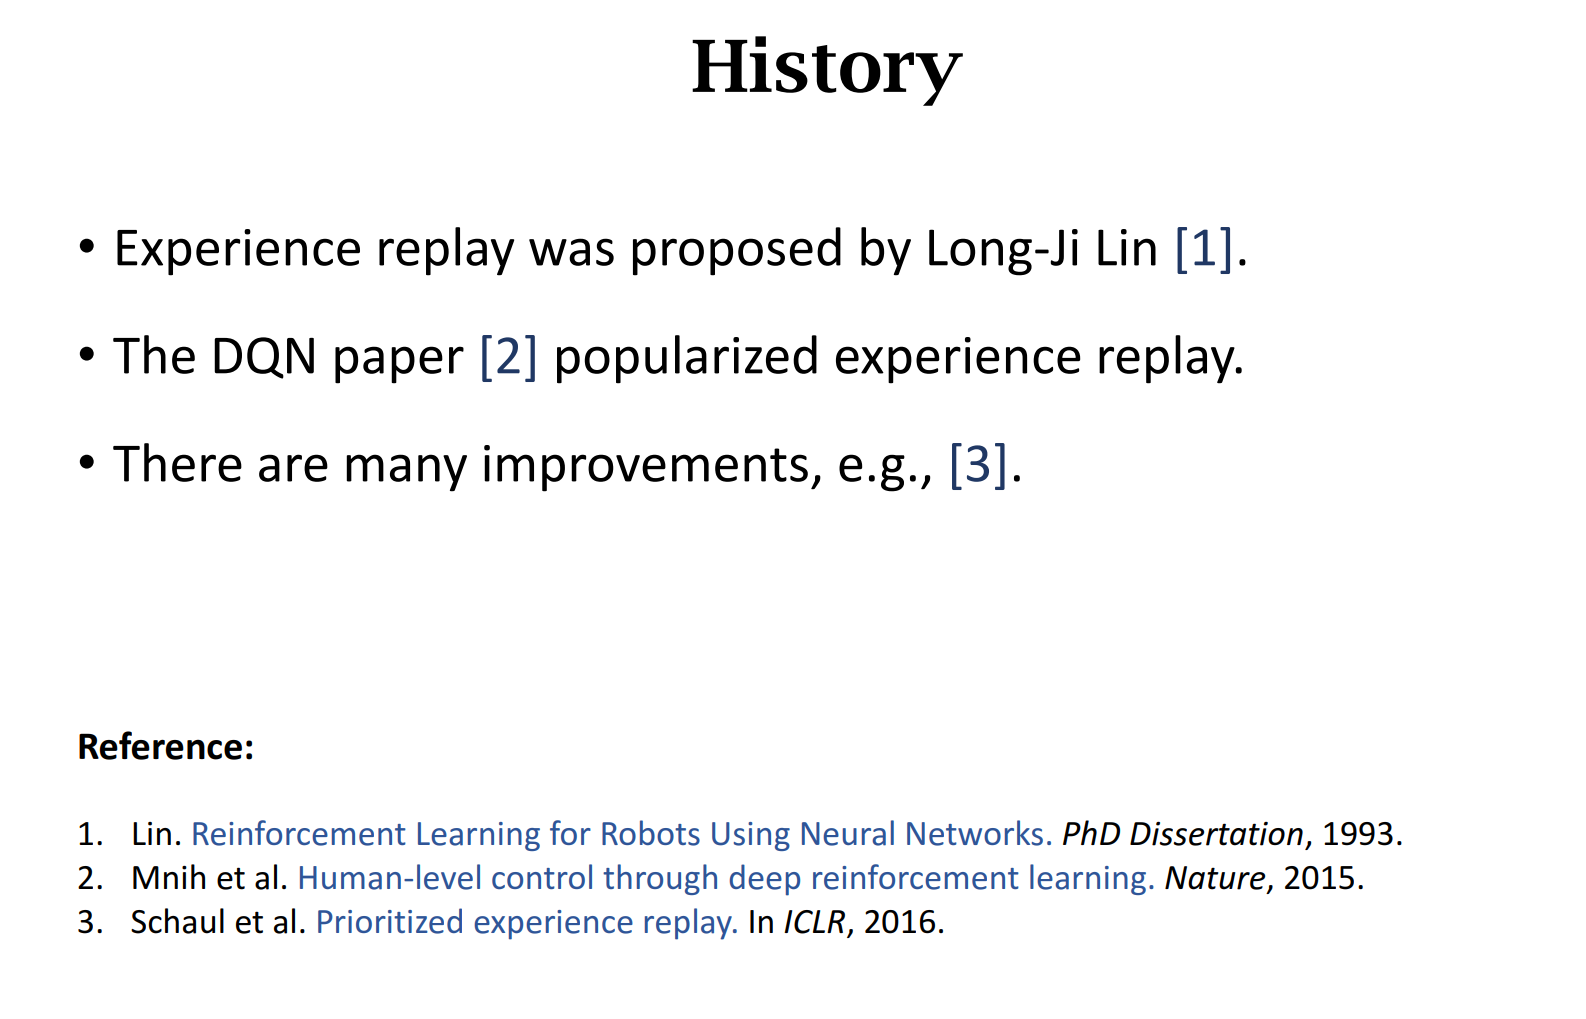 History
• Experience replay was proposed by Long-Ji Lin [1].
• The DQN paper [2] popularized experience replay.
• There are many improvements, e.g., [3].
Reference:
1. Lin. Reinforcement Learning for Robots Using Neural Networks. PhD Dissertation, 1993.
2. Mnih et al. Human-level control through deep reinforcement learning. Nature, 2015.
3. Schaul et al. Prioritized experience replay. In ICLR, 2016.